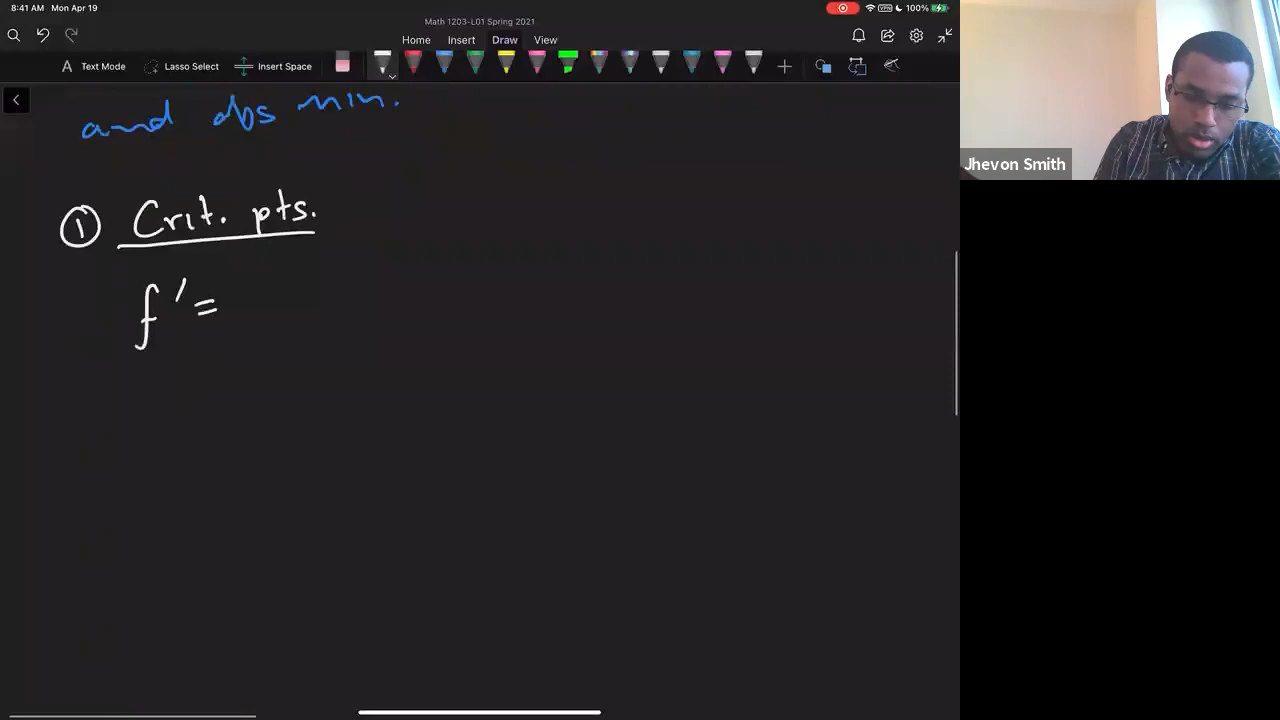 8:41 AM Mon Apr 19
100%
Math 1203-L01 Spring 2021
Home Insert Draw View
Text Mode Lasso Select Insert Space
and abs min.
① Crit. pts.
f' =
Jhevon Smith